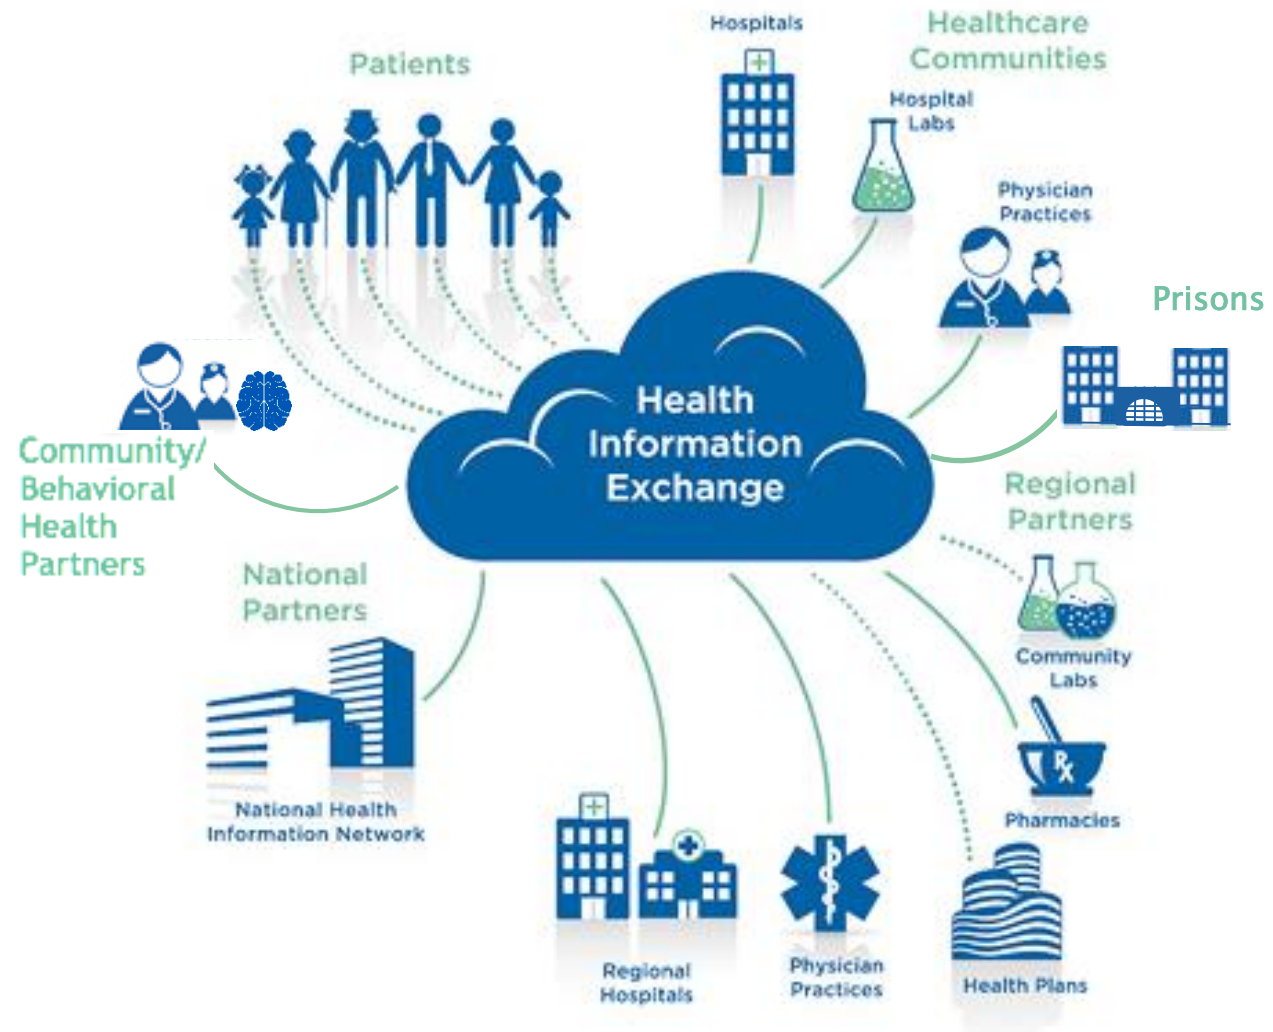 Hospitals
Healthcare
Communities
Patients
Hospital
Labs
Physician
Practices
Prisons
Health
Information
Exchange
Community/
Behavioral
Health
Partners
Regional
Partners
National
Partners
Community
Labs
Rx
Pharmacies
National Health
Information Network
Regional
Hospitals
Physician
Practices
Health Plans